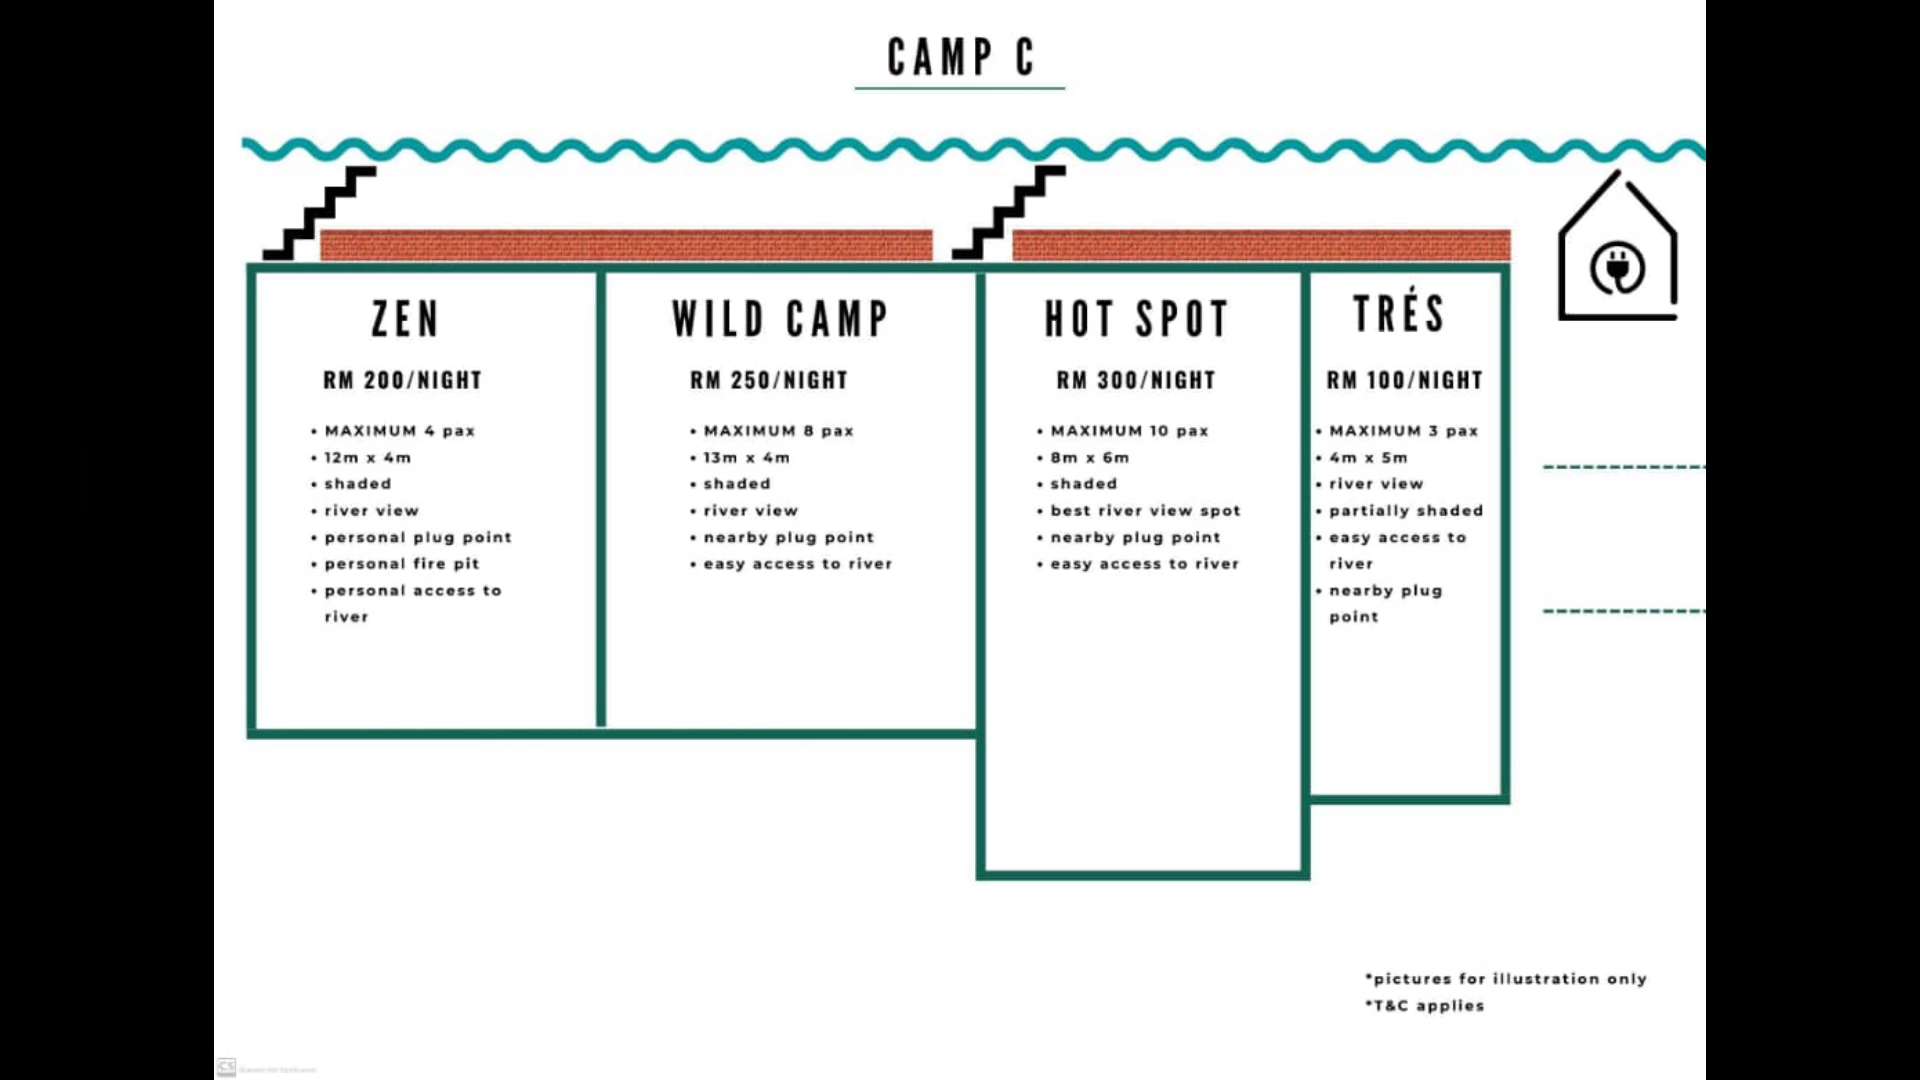 CAMP C
ZEN
RM 200/NIGHT
• MAXIMUM 4 pax
• 12m x 4m
• shaded
• river view
• personal plug point
• personal fire pit
• personal access to
river
WILD CAMP
RM 250/NIGHT
• MAXIMUM 8 pax
• 13m x 4m
• shaded
• river view
• nearby plug point
• easy access to river
HOT SPOT
RM 300/NIGHT
• MAXIMUM 10 pax
• 8m x 6m
• shaded
• best river view spot
• nearby plug point
• easy access to river
TRÉS
RM 100/NIGHT
• MAXIMUM 3 pax
• 4m x 5m
• river view
• partially shaded
• easy access to
river
• nearby plug
point
*pictures for illustration only
*T&C applies
CS